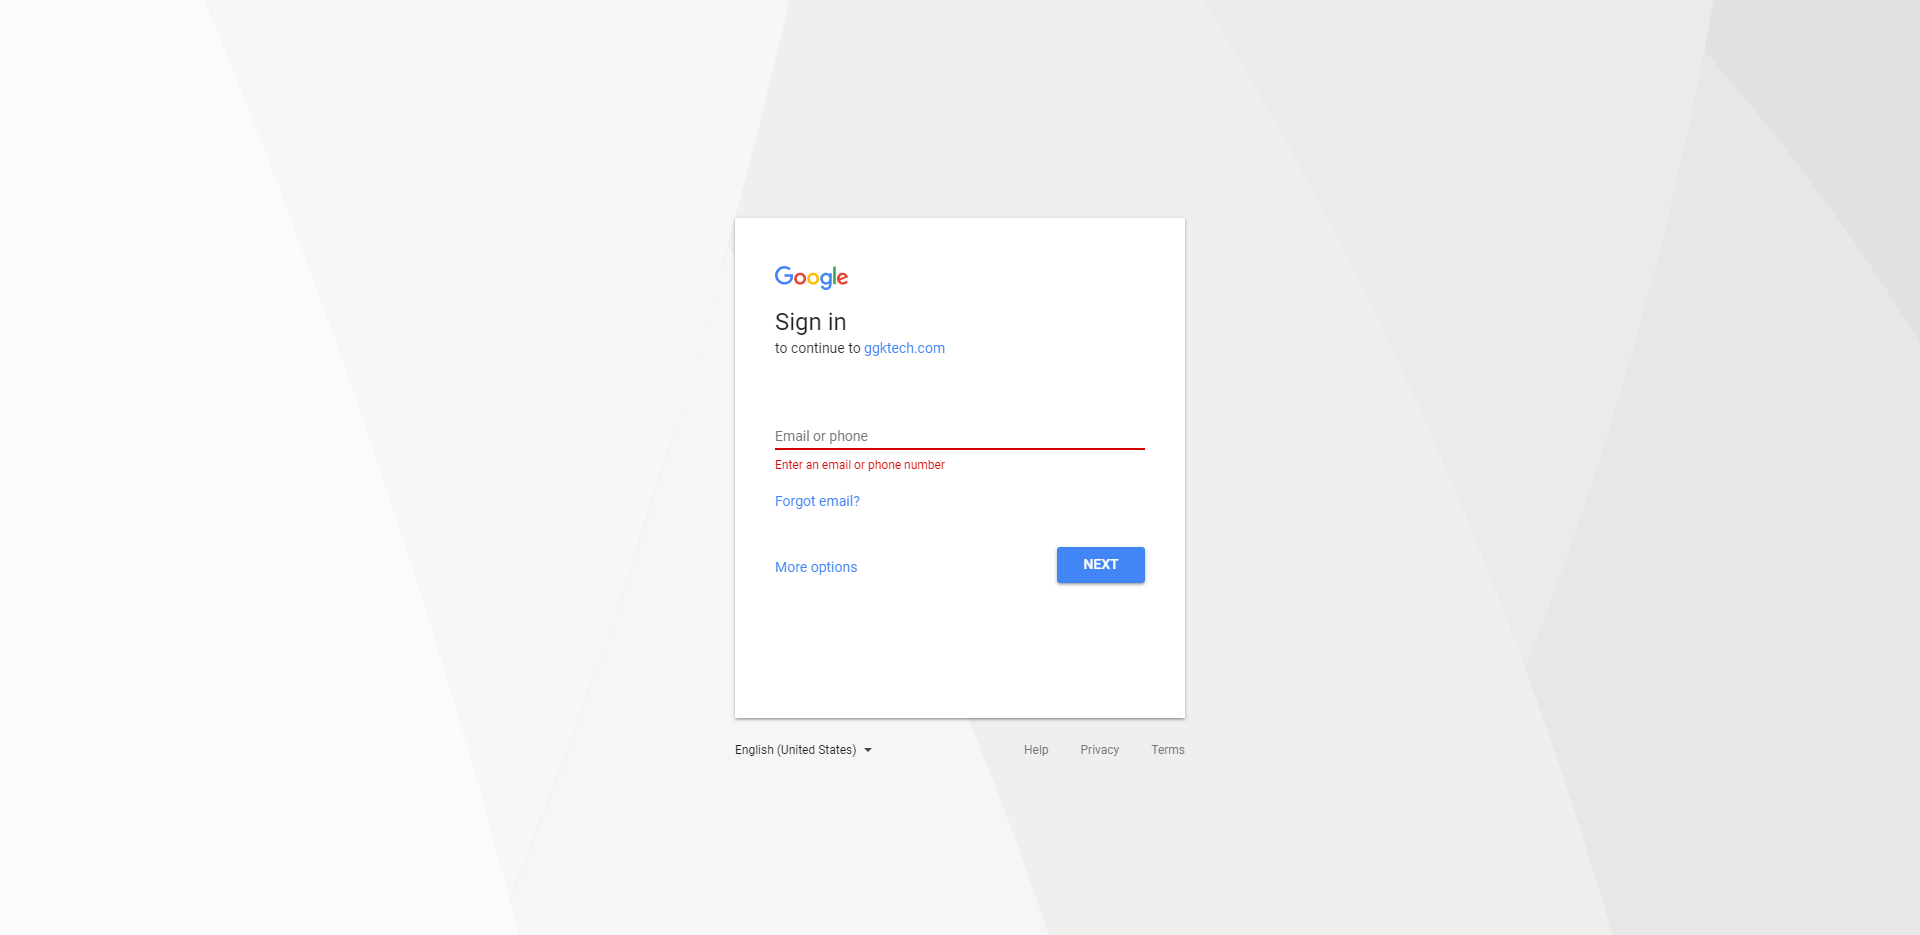 Google
Sign in
to continue to ggktech.com
Email or phone
Enter an email or phone number
Forgot email?
More options
NEXT
English (United States)
Help
Privacy
Terms